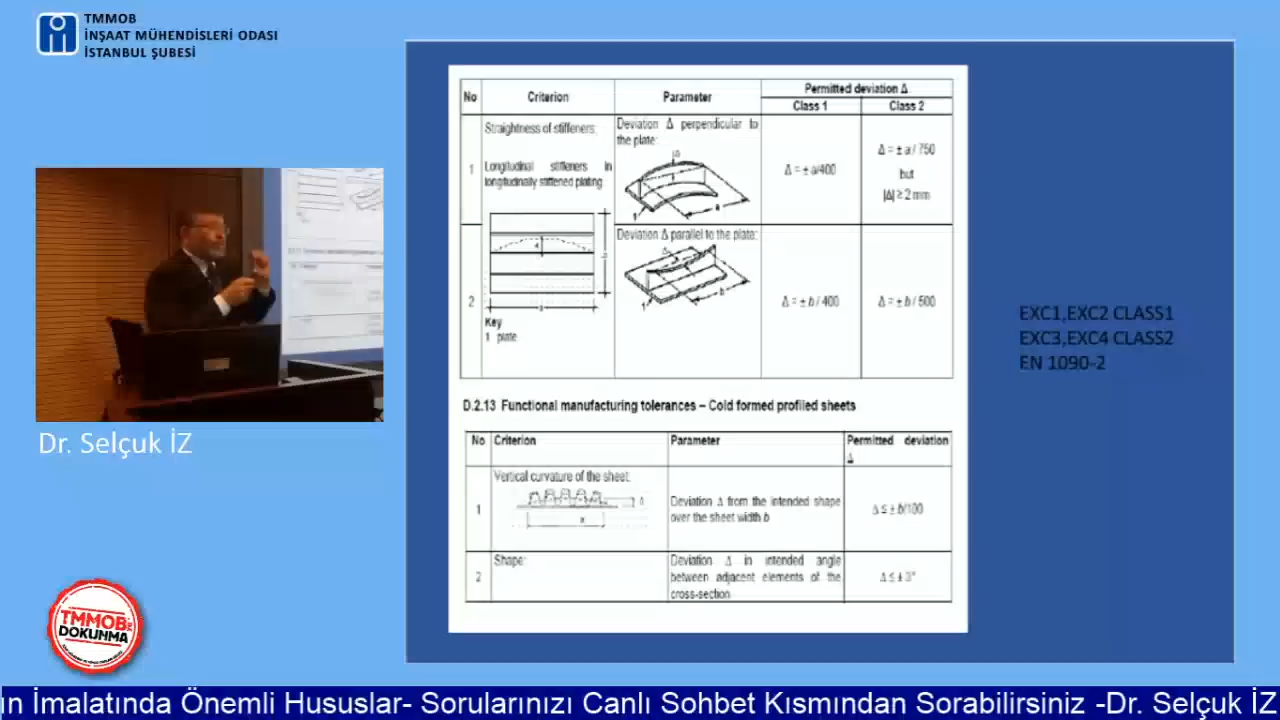 TMMOB
İNŞAAT MÜHENDİSLERİ ODASI
İSTANBUL ŞUBESİ
No Criterion Parameter Permitted deviation Δ
Class 1 Class 2
1 Straightness of stiffeners:
Longitudinal stiffeners in
longitudinally stiffened plating
Deviation Δ perpendicular to
the plate:
Δ = ± a/400
Δ = ± a / 750
but
|Δ| ≥ 2 mm
2
Key
1 plate
Deviation Δ parallel to the plate:
Δ = ± b / 400
Δ = ± b / 500
EXC1,EXC2 CLASS1
EXC3,EXC4 CLASS2
EN 1090-2
D.2.13 Functional manufacturing tolerances – Cold formed profiled sheets
No Criterion Parameter Permitted deviation
Δ
1 Vertical curvature of the sheet:
Deviation Δ from the intended shape
over the sheet width b
Δ ≤ ± b/100
2 Shape:
Deviation Δ in intended angle
between adjacent elements of the
cross-section
Δ ≤ ± 3°
Dr. Selçuk İZ
TMMOB
DOKUNMA
ın İmalatında Önemli Hususlar- Sorularınızı Canlı Sohbet Kısmından Sorabilirsiniz -Dr. Selçuk İZ